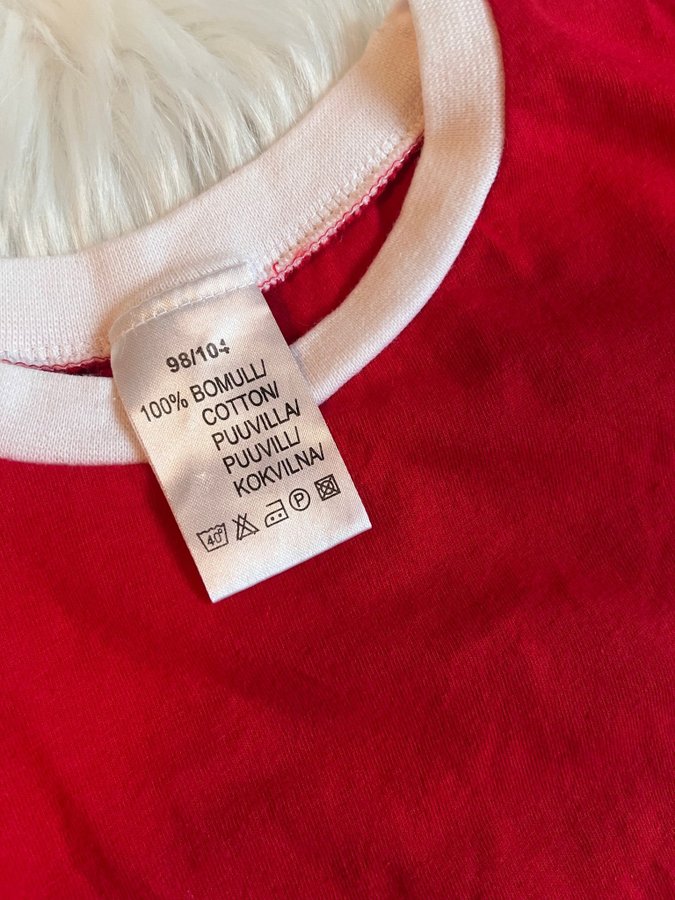 98/104
100% BOMULL/
COTTON/
PUUVILLA/
PUUVILL/
KOKVILNA/
40° P